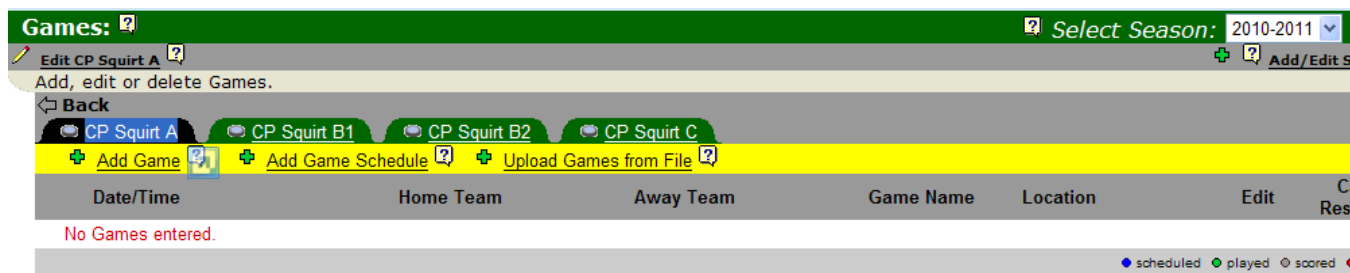 Games: Select Season: 2010-2011
Edit CP Squirt A Add/Edit S
Add, edit or delete Games.
Back
CP Squirt A CP Squirt B1 CP Squirt B2 CP Squirt C
Add Game Add Game Schedule Upload Games from File
Date/Time Home Team Away Team Game Name Location Edit C
Res
No Games entered.
scheduled played scored